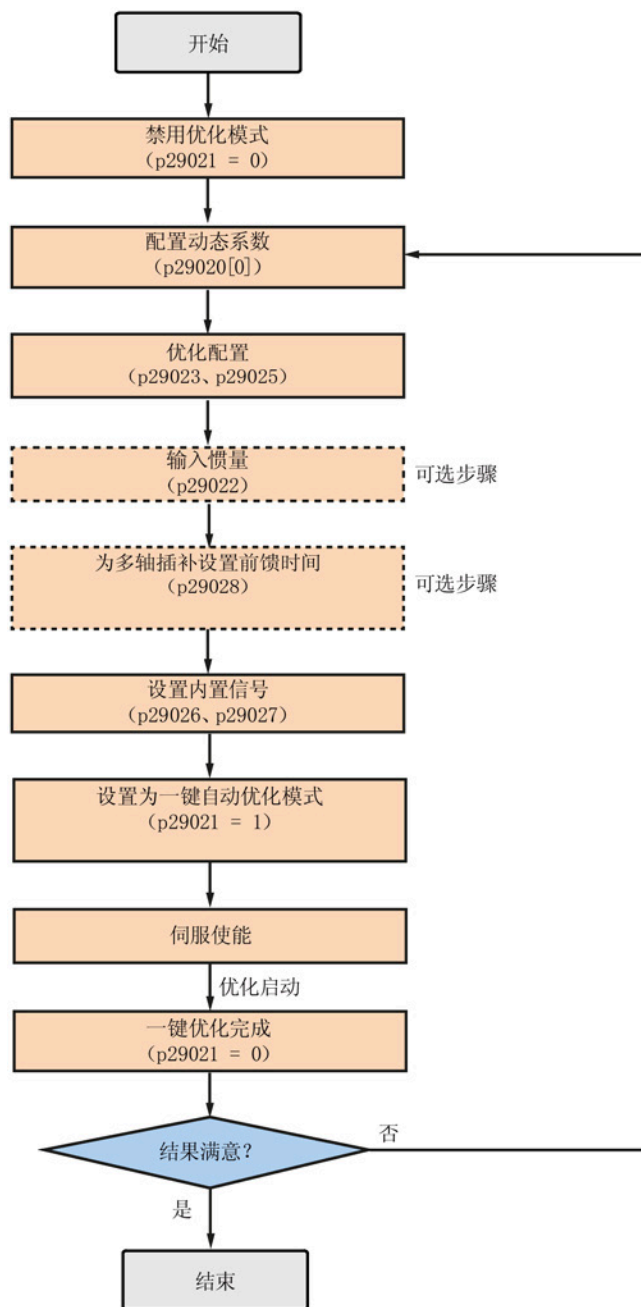 开始
禁用优化模式
(p29021 = 0)
配置动态系数
(p29020[0])
优化配置
(p29023、p29025)
输入惯量
(p29022)
可选步骤
为多轴插补设置前馈时间
(p29028)
可选步骤
设置内置信号
(p29026、p29027)
设置为一键自动优化模式
(p29021 = 1)
伺服使能
优化启动
一键优化完成
(p29021 = 0)
结果满意?
否
是
结束